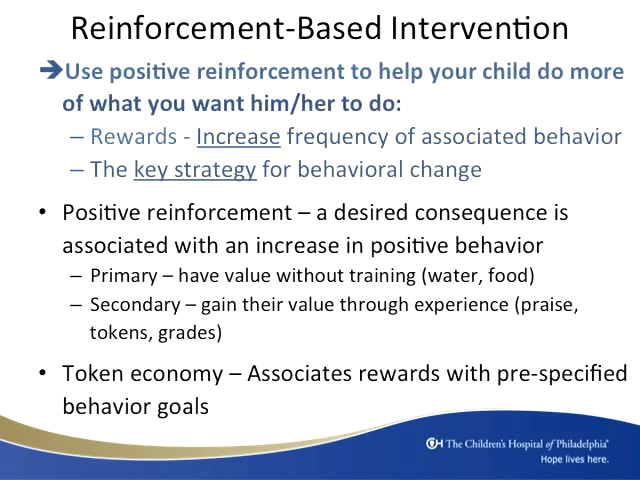 Reinforcement-Based Intervention
➔Use positive reinforcement to help your child do more
of what you want him/her to do:
– Rewards - Increase frequency of associated behavior
– The key strategy for behavioral change
• Positive reinforcement – a desired consequence is
associated with an increase in positive behavior
– Primary – have value without training (water, food)
– Secondary – gain their value through experience (praise,
tokens, grades)
• Token economy – Associates rewards with pre-specified
behavior goals
The Children's Hospital of Philadelphia®
Hope lives here.